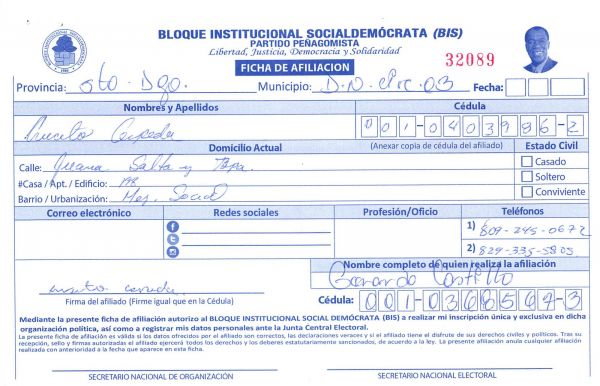 BLOQUE INSTITUCIONAL SOCIALDEMÓCRATA (BIS)
PARTIDO PEÑAGOMISTA
Libertad, Justicia, Democracia y Solidaridad
FICHA DE AFILIACION
32089
Provincia: Sto. Dgo. Municipio: D.N. Circ. 03 Fecha:
Nombres y Apellidos
Cédula
Cepeda
001-0403986-2
Domicilio Actual
(Anexar copia de cédula del afiliado)
Estado Civil
Calle: Juana Salta y
#Casa / Apt. / Edificio: 198
Barrio / Urbanización: Mej. Social
Casado
Soltero
Conviviente
Correo electrónico
Redes sociales
Profesión/Oficio
Teléfonos
1) 809-245-0672
2) 829-335-5805
Nombre completo de quien realiza la afiliación
Gerardo Castillo
Firma del afiliado (Firme igual que en la Cédula)
Cédula: 001-0368564-3
Mediante la presente ficha de afiliación autorizo al BLOQUE INSTITUCIONAL SOCIAL DEMÓCRATA (BIS) a realizar mi inscripción única y exclusiva en dicha
organización política, así como a registrar mis datos personales ante la Junta Central Electoral.
La presente ficha de afiliación es válida si los datos ofrecidos por el afiliado son correctos, las declaraciones veraces y si el afiliado tiene el disfrute de sus derechos civiles y políticos. Tras su
recepción, sello y firmas autorizadas el afiliado ejercerá todos los derechos y los deberes estatutariamente sancionados, de acuerdo a la ley. La presente afiliación anula cualquier afiliación
realizada con anterioridad a la fecha que aparece en esta ficha.
SECRETARIO NACIONAL DE ORGANIZACIÓN
SECRETARIO NACIONAL ELECTORAL